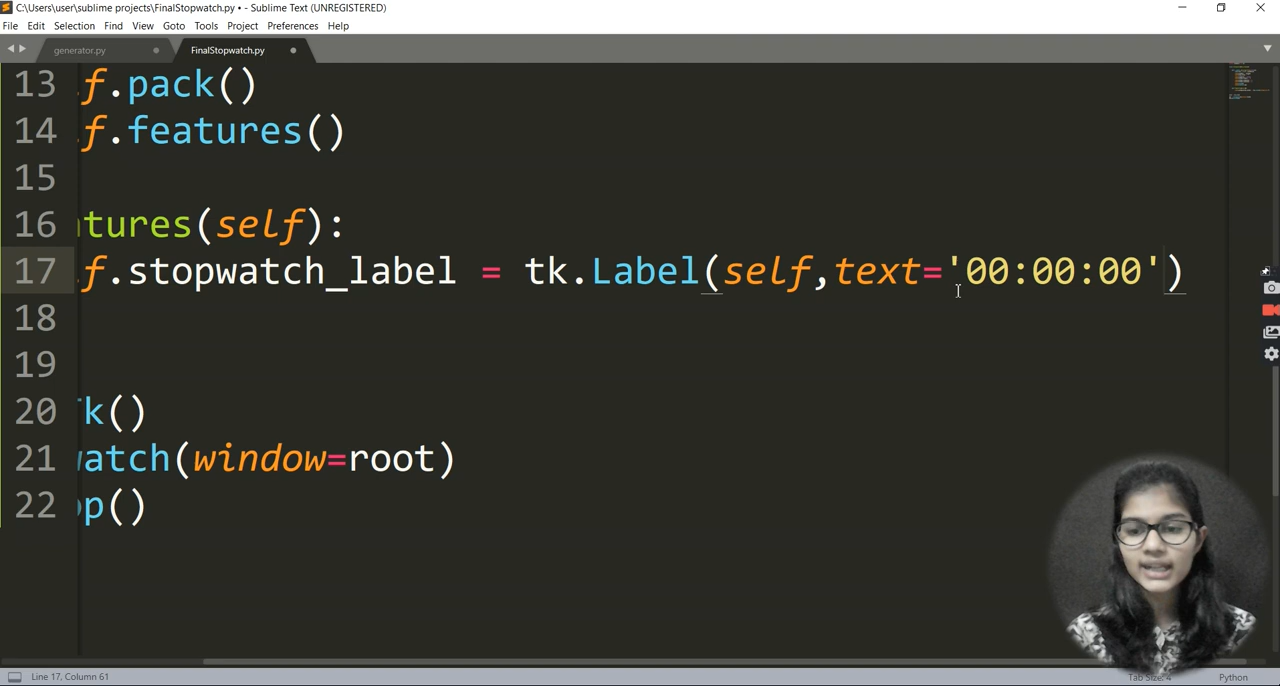 C:\Users\user\sublime projects\FinalStopwatch.py • - Sublime Text (UNREGISTERED)
File Edit Selection Find View Goto Tools Project Preferences Help
generator.py FinalStopwatch.py
13 f.pack()
14 f.features()
15
16 tures(self):
17 f.stopwatch_label = tk.Label(self,text='00:00:00')
18
19
20 k()
21 watch(window=root)
22 op()
Line 17, Column 61 Tab Size: 4 Python